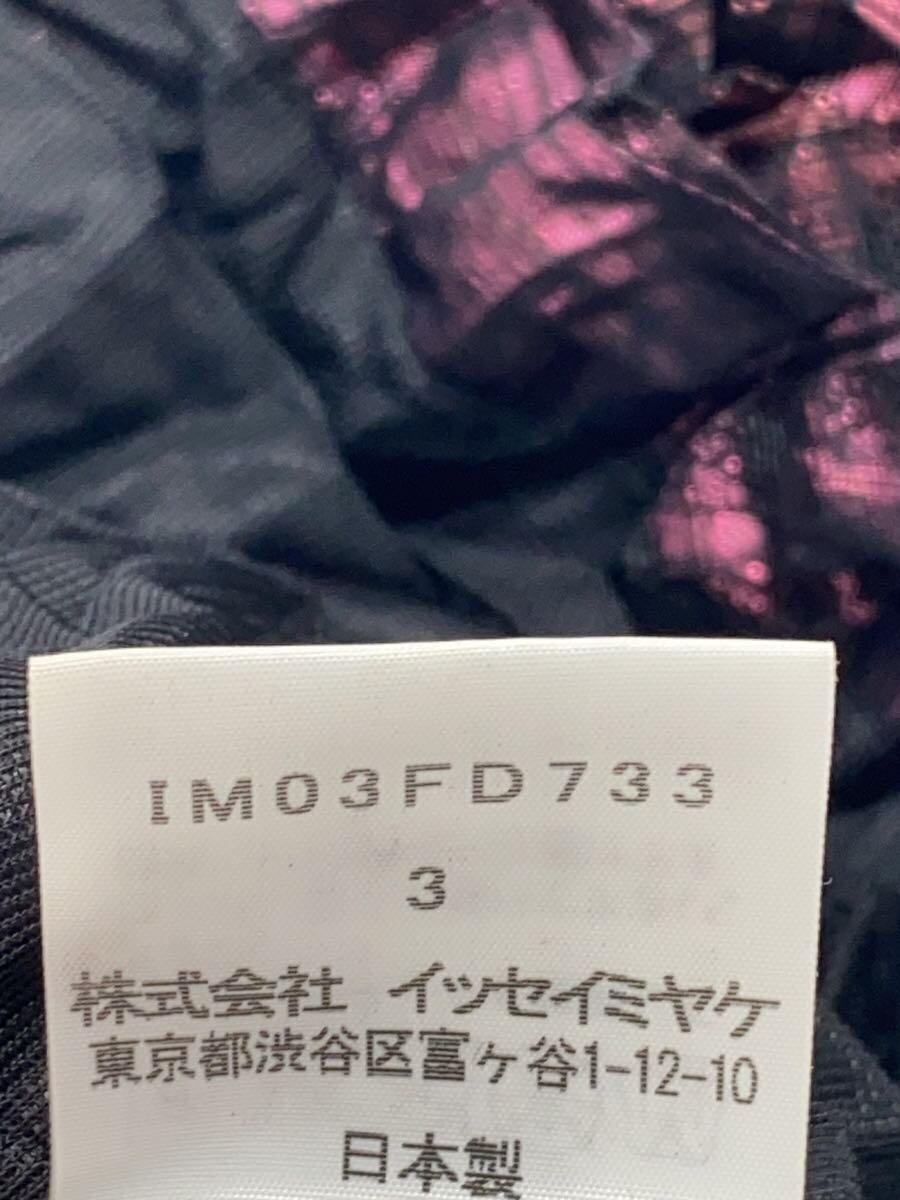 IM03FD733
3
株式会社 イッセイミヤケ
東京都渋谷区富ヶ谷1-12-10
日本製